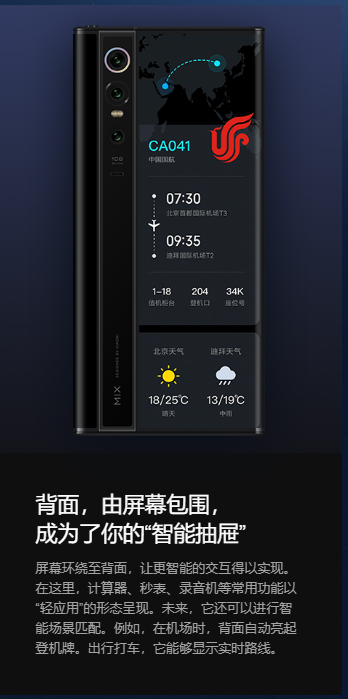 108
CA041
中国国航
07:30
北京首都国际机场T3
09:35
迪拜国际机场T2
1-18 204 34K
值机柜台 登机口 座位号
北京天气 迪拜天气
18/25℃ 13/19℃
晴天 中雨
MIX
DESIGNED BY XIAOMI
背面，由屏幕包围，
成为了你的“智能抽屉”
屏幕环绕至背面，让更智能的交互得以实现。
在这里，计算器、秒表、录音机等常用功能以
“轻应用”的形态呈现。未来，它还可以进行智
能场景匹配。例如，在机场时，背面自动亮起
登机牌。出行打车，它能够显示实时路线。